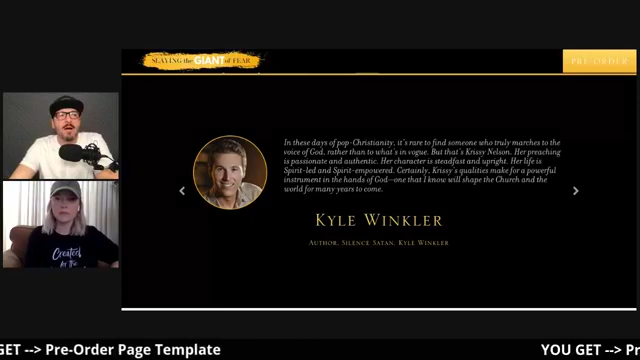 SLAYING the GIANT of FEAR
PRE-ORDER
In these days of pop-Christianity, it's rare to find someone who truly marches to the
voice of God, rather than to what's in vogue. But that's Krissy Nelson. Her preaching
is passionate and authentic. Her character is steadfast and upright. Her life is
Spirit-led and Spirit-empowered. Certainly, Krissy's qualities make for a powerful
instrument in the hands of God—one that I know will shape the Church and the
world for many years to come.
KYLE WINKLER
AUTHOR, SILENCE SATAN, KYLE WINKLER
Created
for the
GET --> Pre-Order Page Template
YOU GET --> Pr